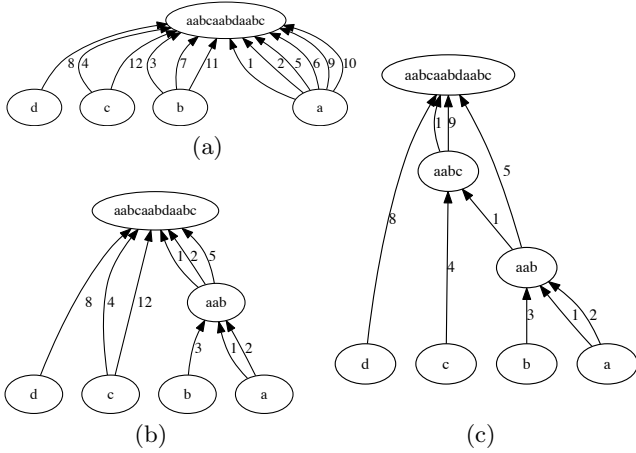 aabcaabdaabc
8 4 12 3 7 11 1 2 5 6 9 10
d c b a
(a)
aabcaabdaabc
1 2 5
8 4 12
aab
3 1 2
d c b a
(b)
aabcaabdaabc
1 9
aabc
5
8
1
4
aab
3 1 2
d c b a
(c)